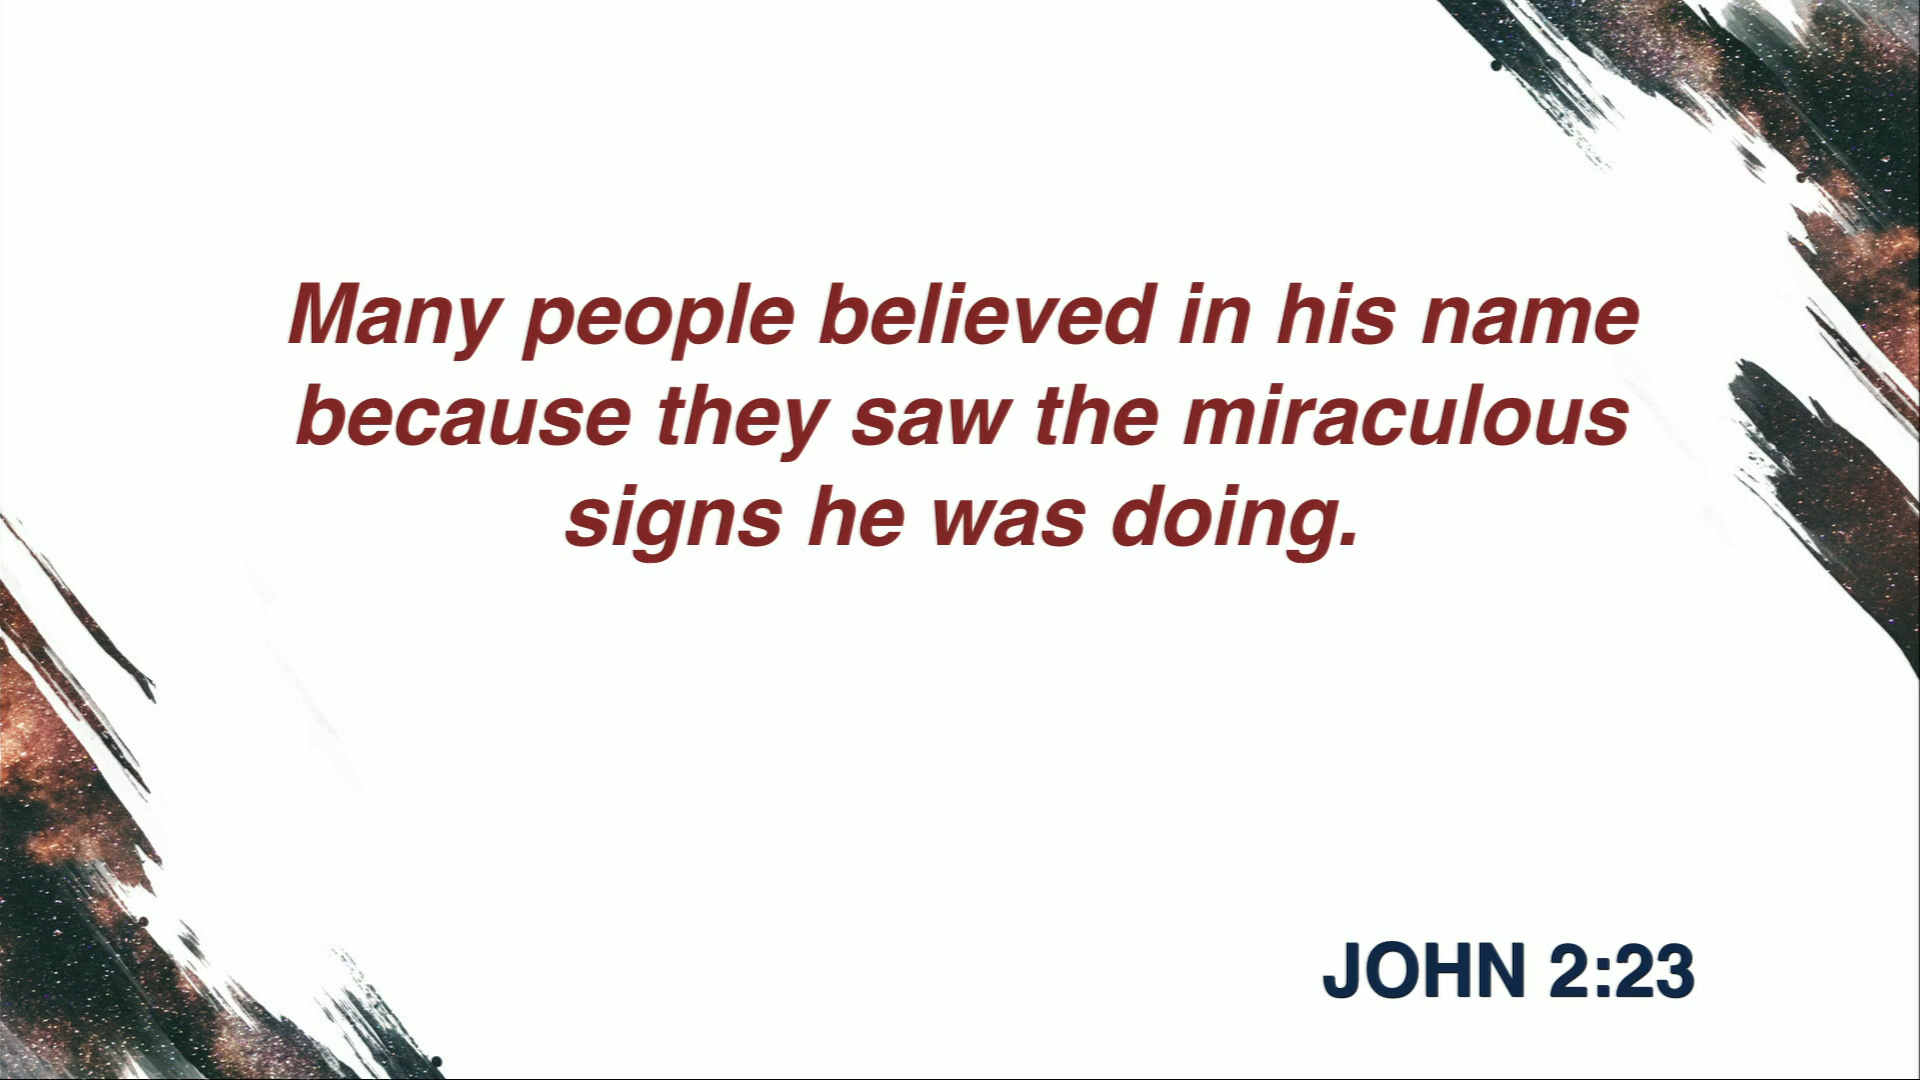 Many people believed in his name
because they saw the miraculous
signs he was doing.
JOHN 2:23